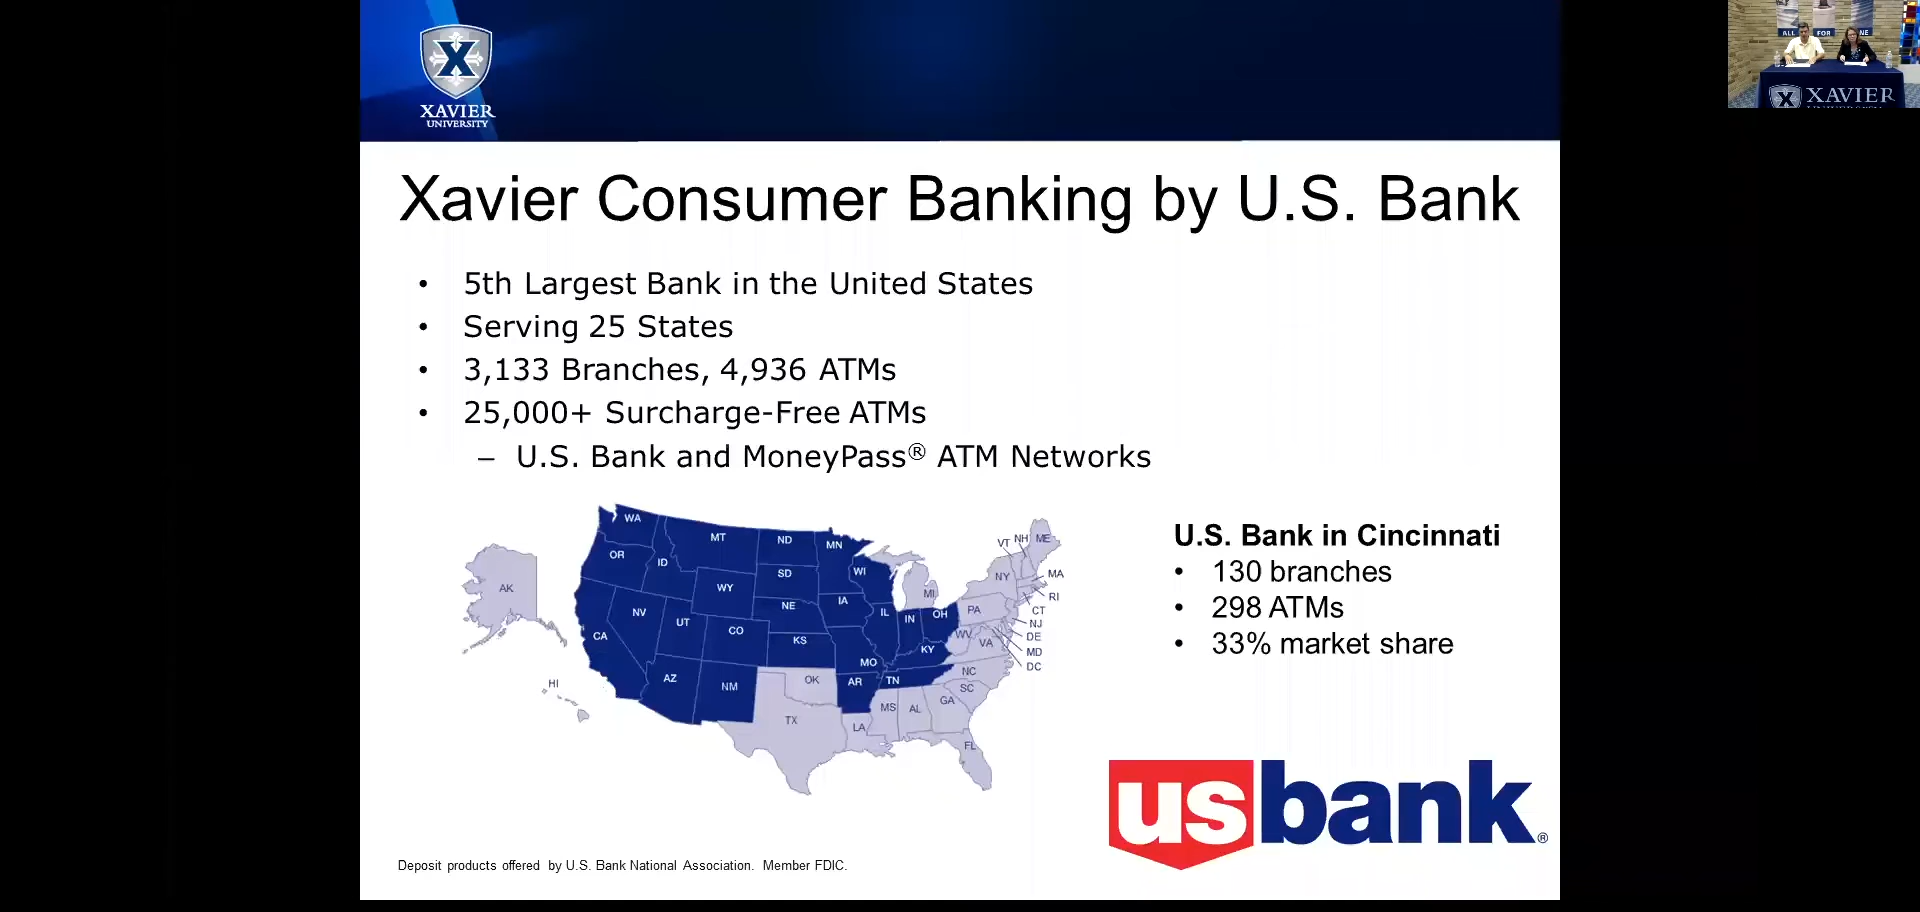 XAVIER
UNIVERSITY
ALL FOR ONE
XAVIER
Xavier Consumer Banking by U.S. Bank
• 5th Largest Bank in the United States
• Serving 25 States
• 3,133 Branches, 4,936 ATMs
• 25,000+ Surcharge-Free ATMs
– U.S. Bank and MoneyPass® ATM Networks
WA
MT
ND
MN
OR
ID
SD
WI
WY
NE
IA
NV
UT
CO
IL
IN
OH
CA
KS
MO
KY
AZ
NM
AR
TN
AK
HI
OK
TX
LA
MS
AL
GA
FL
SC
NC
VA
WV
PA
MI
NY
VT
NH
ME
MA
RI
CT
NJ
DE
MD
DC
U.S. Bank in Cincinnati
• 130 branches
• 298 ATMs
• 33% market share
usbank®
Deposit products offered by U.S. Bank National Association. Member FDIC.